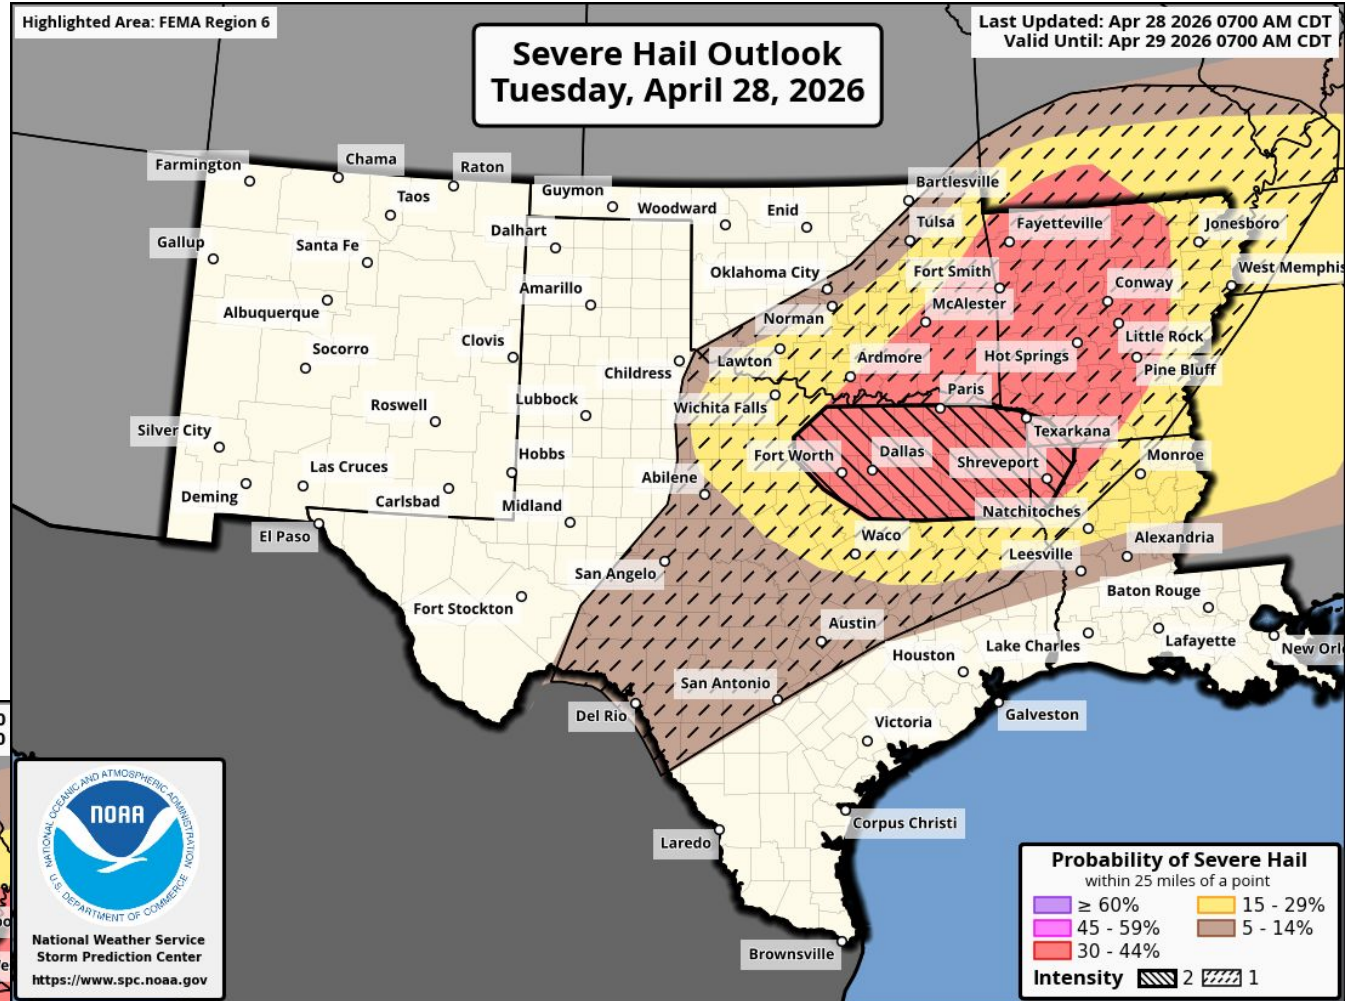 Highlighted Area: FEMA Region 6
Severe Hail Outlook
Tuesday, April 28, 2026
Last Updated: Apr 28 2026 0700 AM CDT
Valid Until: Apr 29 2026 0700 AM CDT
Farmington
Chama
Raton
Taos
Guymon
Woodward
Enid
Bartlesville
Tulsa
Fayetteville
Jonesboro
Gallup
Santa Fe
Dalhart
Oklahoma City
Fort Smith
West Memphis
Amarillo
Conway
Albuquerque
McAlester
Norman
Socorro
Clovis
Little Rock
Childress
Lawton
Ardmore
Hot Springs
Pine Bluff
Roswell
Lubbock
Wichita Falls
Paris
Silver City
Texarkana
Hobbs
Fort Worth
Dallas
Shreveport
Monroe
Las Cruces
Deming
Carlsbad
Midland
Abilene
Natchitoches
El Paso
Waco
Leesville
Alexandria
San Angelo
Fort Stockton
Baton Rouge
Austin
Houston
Lake Charles
Lafayette
New Orl
San Antonio
Del Rio
Galveston
Victoria
Corpus Christi
Laredo
Brownsville
NATIONAL OCEANIC AND ATMOSPHERIC ADMINISTRATION
NOAA
U.S. DEPARTMENT OF COMMERCE
National Weather Service
Storm Prediction Center
https://www.spc.noaa.gov
Probability of Severe Hail
within 25 miles of a point
≥ 60% 15 - 29%
45 - 59% 5 - 14%
30 - 44%
Intensity 2 1